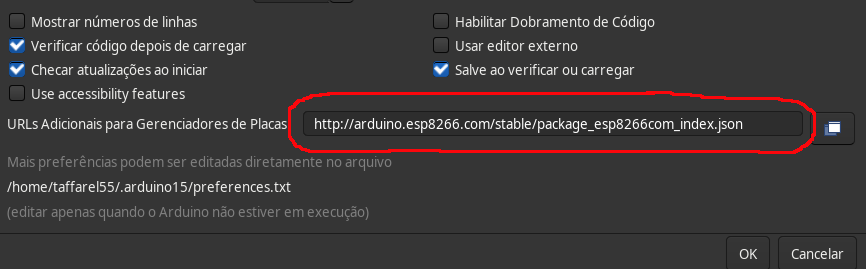 Mostrar números de linhas
Habilitar Dobramento de Código
Verificar código depois de carregar
Usar editor externo
Checar atualizações ao iniciar
Salve ao verificar ou carregar
Use accessibility features
URLs Adicionais para Gerenciadores de Placas
http://arduino.esp8266.com/stable/package_esp8266com_index.json
Mais preferências podem ser editadas diretamente no arquivo
/home/taffarel55/.arduino15/preferences.txt
(editar apenas quando o Arduino não estiver em execução)
OK
Cancelar